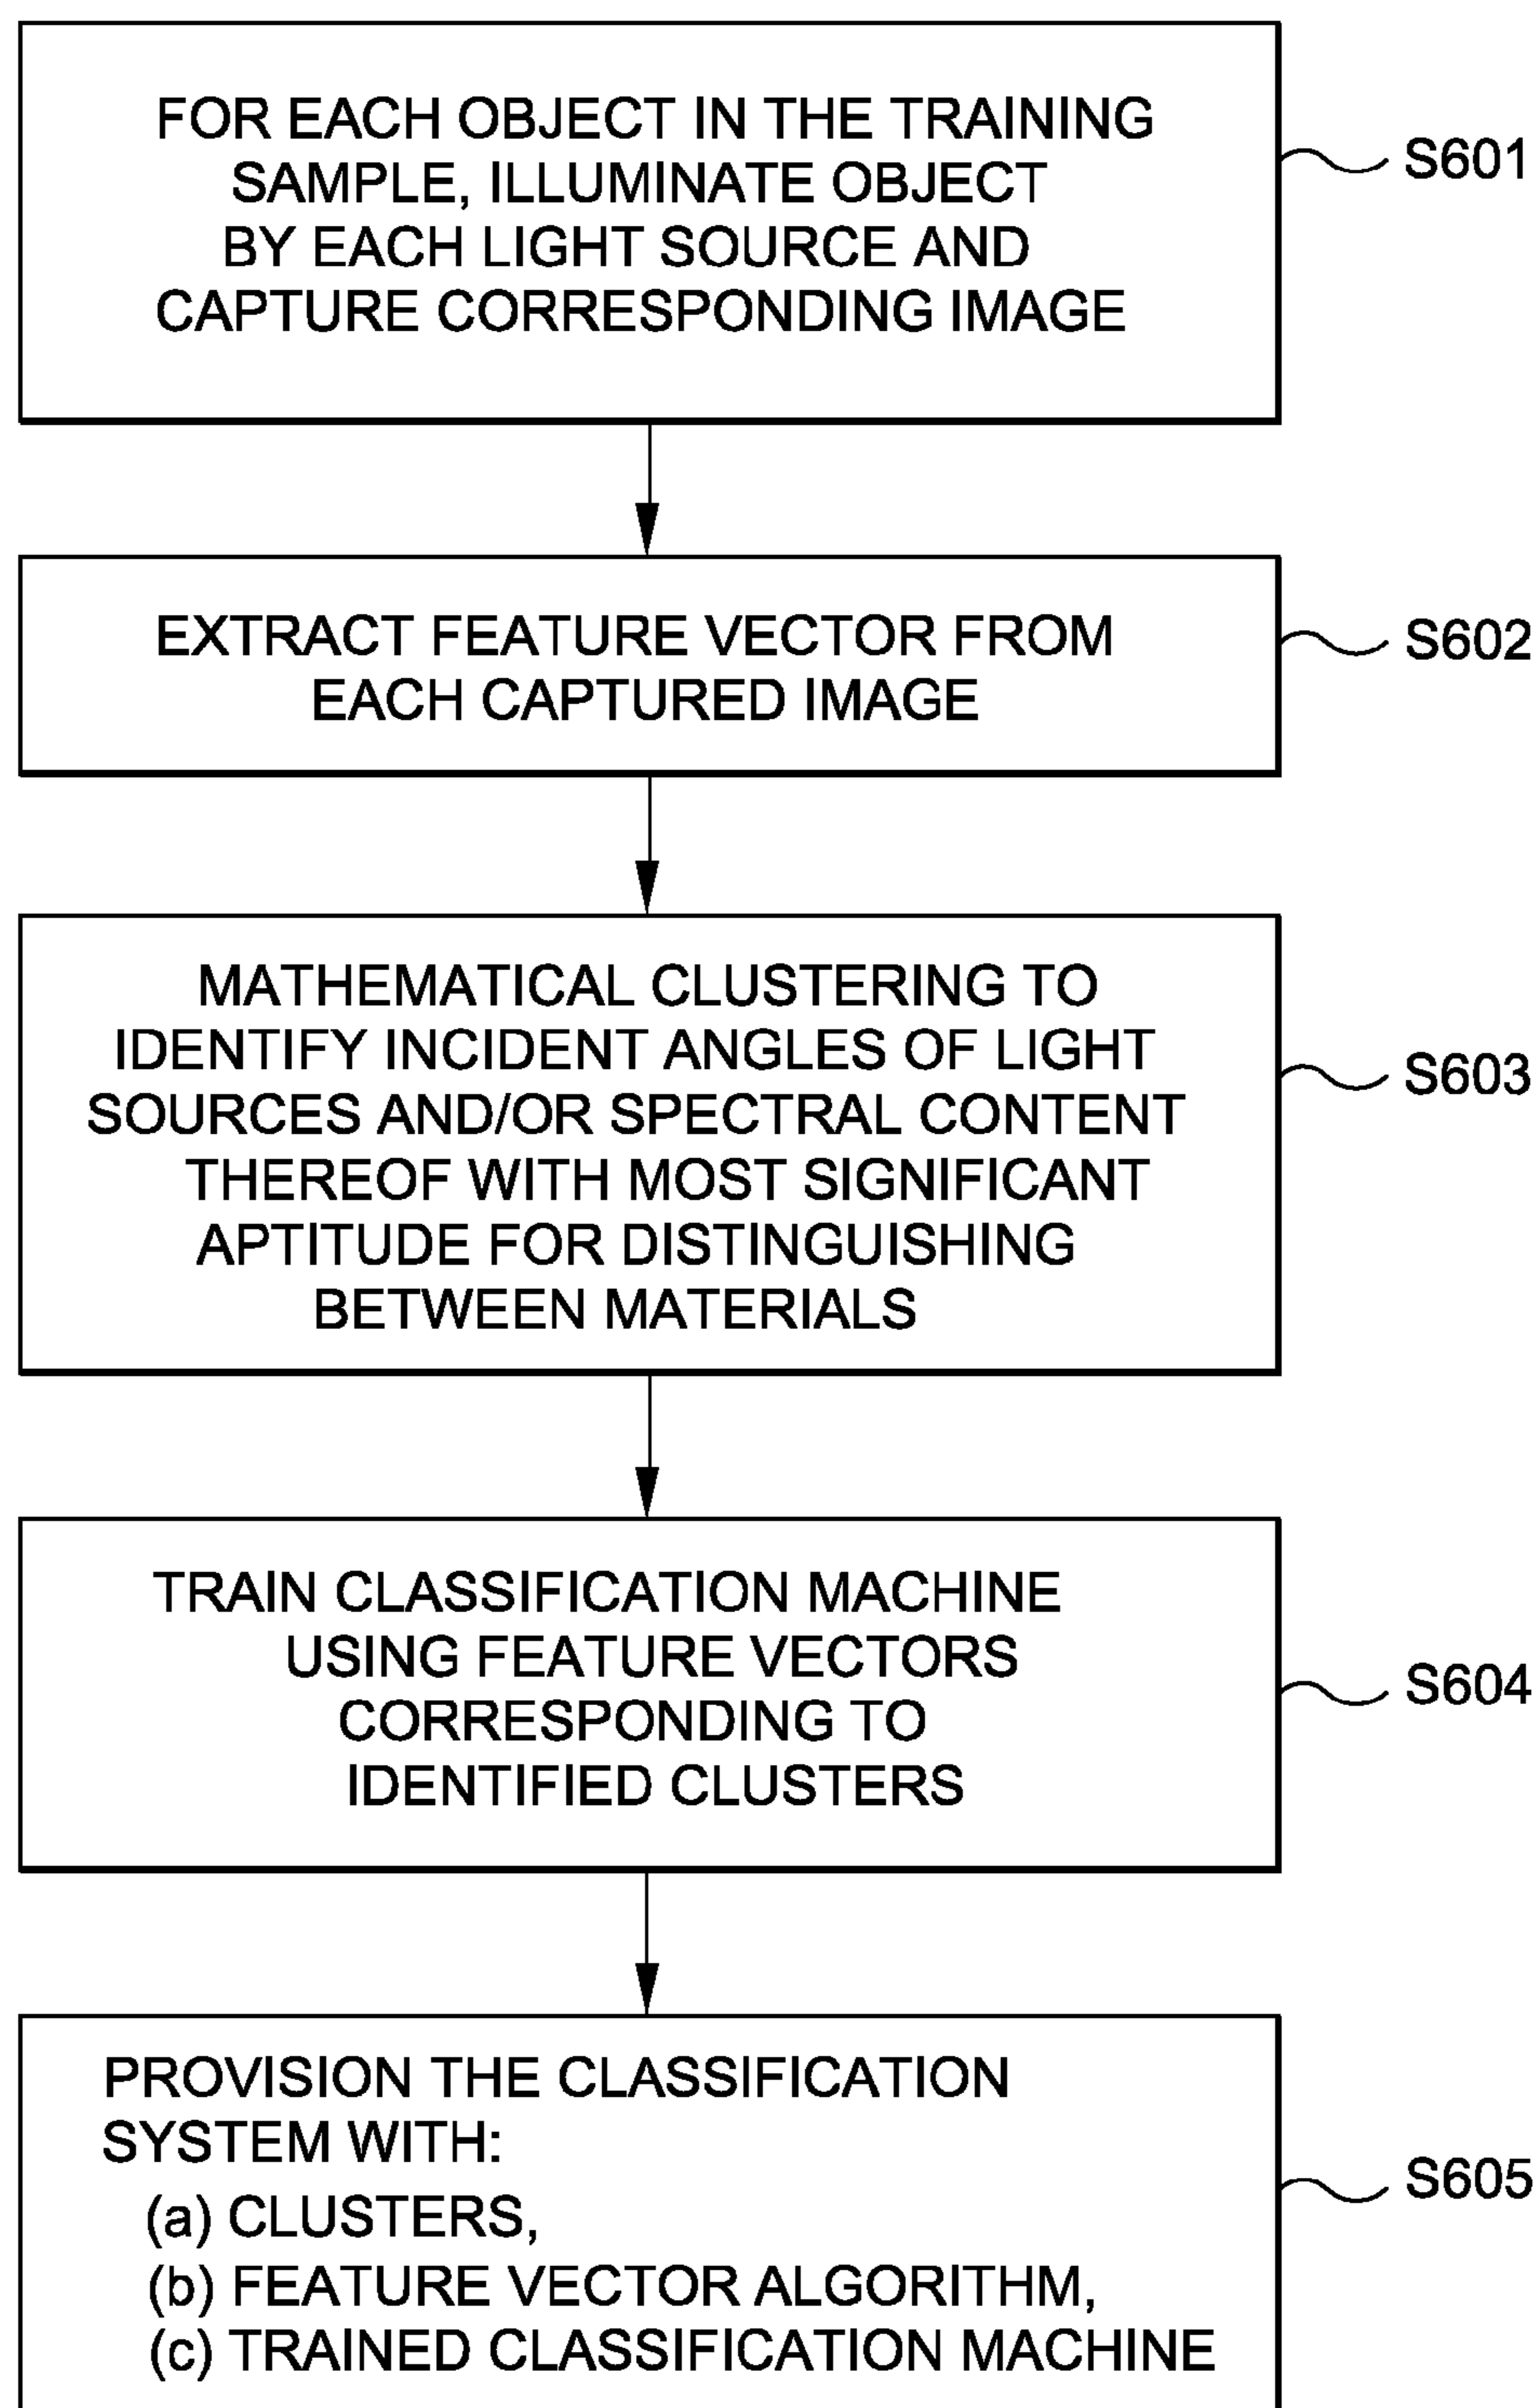 FOR EACH OBJECT IN THE TRAINING
SAMPLE, ILLUMINATE OBJECT
BY EACH LIGHT SOURCE AND
CAPTURE CORRESPONDING IMAGE
S601
EXTRACT FEATURE VECTOR FROM
EACH CAPTURED IMAGE
S602
MATHEMATICAL CLUSTERING TO
IDENTIFY INCIDENT ANGLES OF LIGHT
SOURCES AND/OR SPECTRAL CONTENT
THEREOF WITH MOST SIGNIFICANT
APTITUDE FOR DISTINGUISHING
BETWEEN MATERIALS
S603
TRAIN CLASSIFICATION MACHINE
USING FEATURE VECTORS
CORRESPONDING TO
IDENTIFIED CLUSTERS
S604
PROVISION THE CLASSIFICATION
SYSTEM WITH:
(a) CLUSTERS,
(b) FEATURE VECTOR ALGORITHM,
(c) TRAINED CLASSIFICATION MACHINE
S605